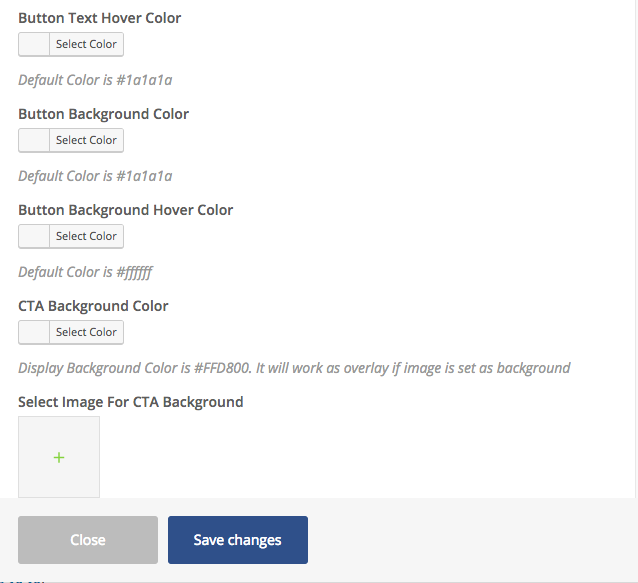 Button Text Hover Color
Select Color
Default Color is #1a1a1a
Button Background Color
Select Color
Default Color is #1a1a1a
Button Background Hover Color
Select Color
Default Color is #ffffff
CTA Background Color
Select Color
Display Background Color is #FFD800. It will work as overlay if image is set as background
Select Image For CTA Background
+
Close
Save changes